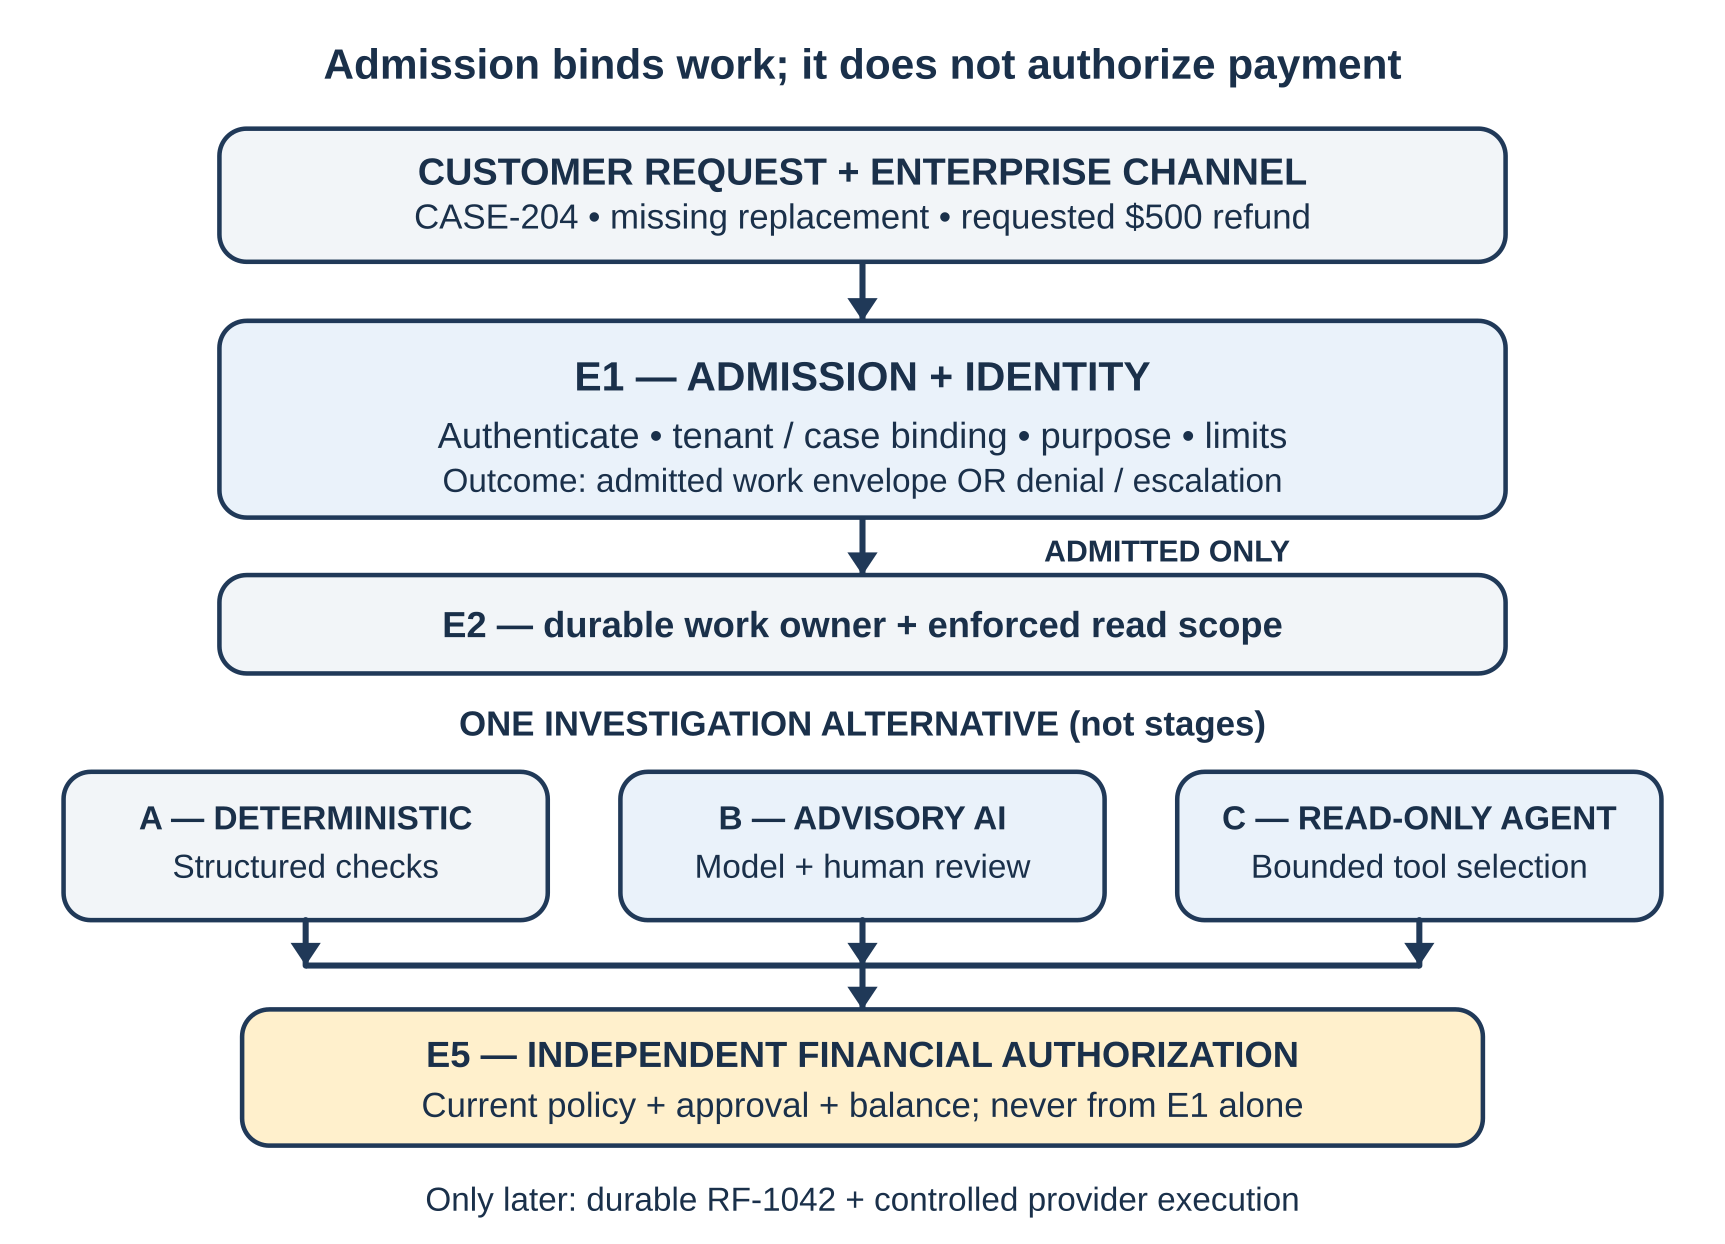 Admission binds work; it does not authorize payment
CUSTOMER REQUEST + ENTERPRISE CHANNEL
CASE-204 • missing replacement • requested $500 refund
E1 — ADMISSION + IDENTITY
Authenticate • tenant / case binding • purpose • limits
Outcome: admitted work envelope OR denial / escalation
ADMITTED ONLY
E2 — durable work owner + enforced read scope
ONE INVESTIGATION ALTERNATIVE (not stages)
A — DETERMINISTIC
Structured checks
B — ADVISORY AI
Model + human review
C — READ-ONLY AGENT
Bounded tool selection
E5 — INDEPENDENT FINANCIAL AUTHORIZATION
Current policy + approval + balance; never from E1 alone
Only later: durable RF-1042 + controlled provider execution